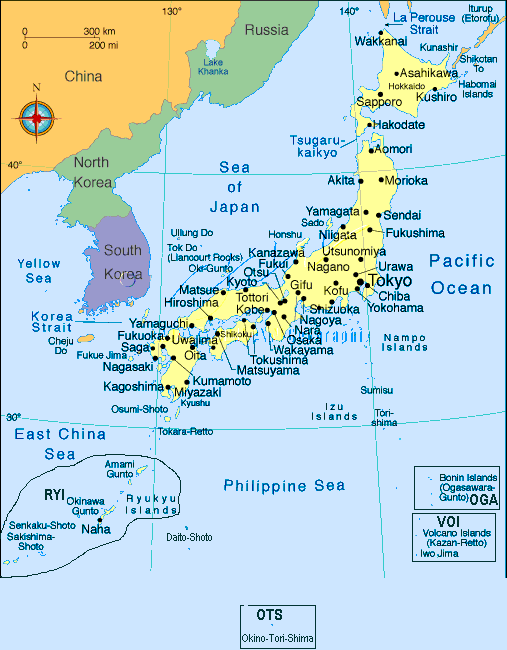 130°
140°
0 300 km
0 200 mi
Russia
China
Lake
Khanka
La Perouse
Strait
Iturup
(Etorofu)
Wakkanai
Kunashir
Shikotan
To
Habomai
Islands
Asahikawa
Hokkaido
Sapporo
Kushiro
N
Hakodate
Tsugaru-
kaikyo
Aomori
North
Korea
40°
Sea
of
Japan
Akita
Morioka
Yamagata
Sendai
Sado
Niigata
Fukushima
South
Korea
Ullung Do
Tok Do
(Liancourt Rooks)
Oki-Gunto
Honshu
Kanazawa
Fukui
Utsunomiya
Nagano
Urawa
Pacific
Ocean
Yellow
Sea
Otsu
Kyoto
Gifu
Kofu
Tokyo
Chiba
Yokohama
Matsue
Hiroshima
Tottori
Kobe
Shizuoka
Nagoya
Nara
Osaka
Wakayama
Nampo
Islands
Korea
Strait
Cheju
Do
Yamaguchi
Fukuoka
Saga
Uwajima
Oita
Shikoku
Tokushima
Matsuyama
Fukue Jima
Nagasaki
Kumamoto
Miyazaki
Kagoshima
Kyushu
Osumi-Shoto
Izu
Islands
Sumisu
Tori-
shima
30°
Tokara-Retto
East China
Sea
Amami
Gunto
RYI
Okinawa
Gunto
Ryukyu
Islands
Naha
Senkaku-Shoto
Sakishima-
Shoto
Daito-Shoto
Philippine Sea
Bonin Islands
(Ogasawara-
Gunto)
OGA
VOI
Volcano Islands
(Kazan-Retto)
Iwo Jima
OTS
Okino-Tori-Shima